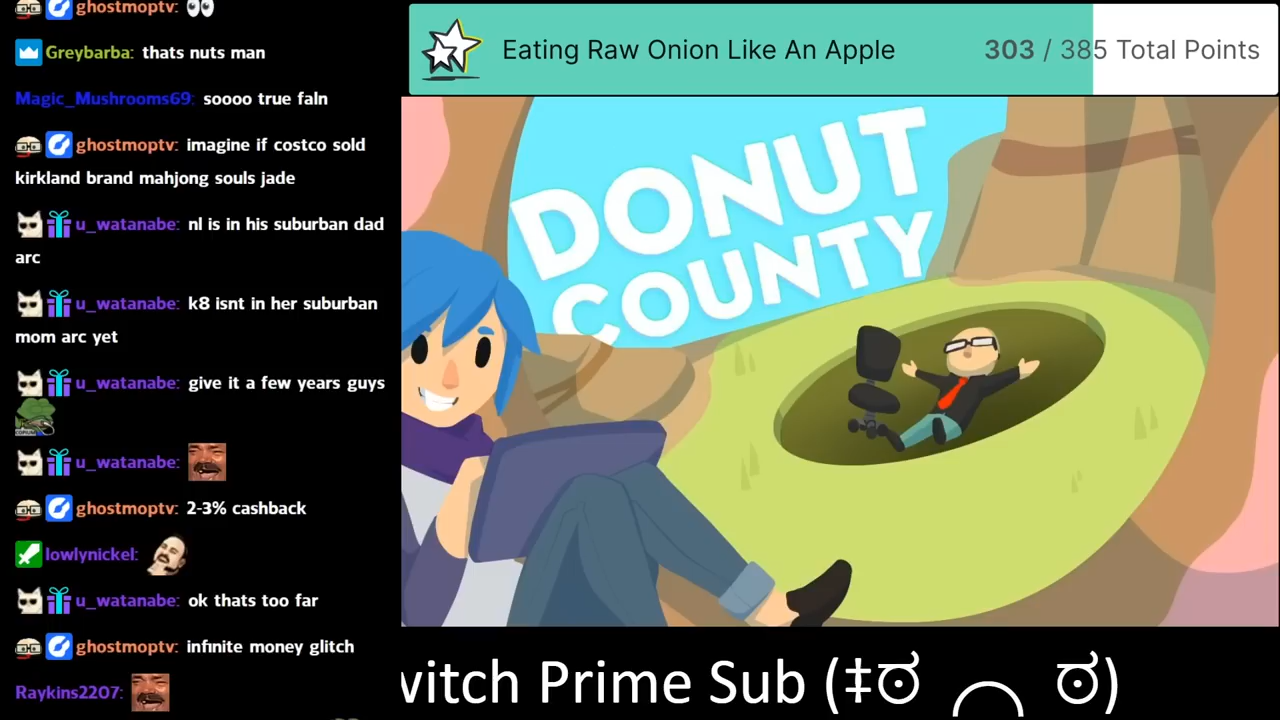 ghostmoptv:
Greybarba: thats nuts man
Magic_Mushrooms69: soooo true faln
ghostmoptv: imagine if costco sold
kirkland brand mahjong souls jade
u_watanabe: nl is in his suburban dad
arc
u_watanabe: k8 isnt in her suburban
mom arc yet
u_watanabe: give it a few years guys
COPIUM
u_watanabe:
ghostmoptv: 2-3% cashback
lowlynickel:
u_watanabe: ok thats too far
ghostmoptv: infinite money glitch
Raykins2207:
7 Eating Raw Onion Like An Apple 303 / 385 Total Points
DONUT
COUNTY
witch Prime Sub (‡ಠ ╭╮ ಠ)